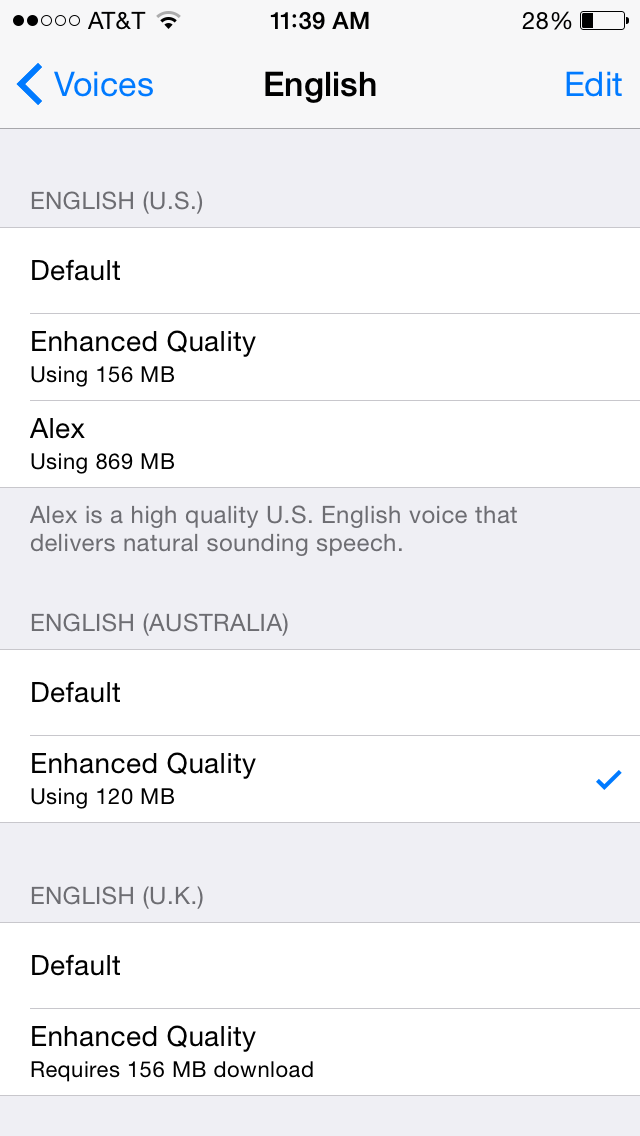 AT&T 11:39 AM 28%
Voices English Edit
ENGLISH (U.S.)
Default
Enhanced Quality
Using 156 MB
Alex
Using 869 MB
Alex is a high quality U.S. English voice that
delivers natural sounding speech.
ENGLISH (AUSTRALIA)
Default
Enhanced Quality
Using 120 MB
ENGLISH (U.K.)
Default
Enhanced Quality
Requires 156 MB download